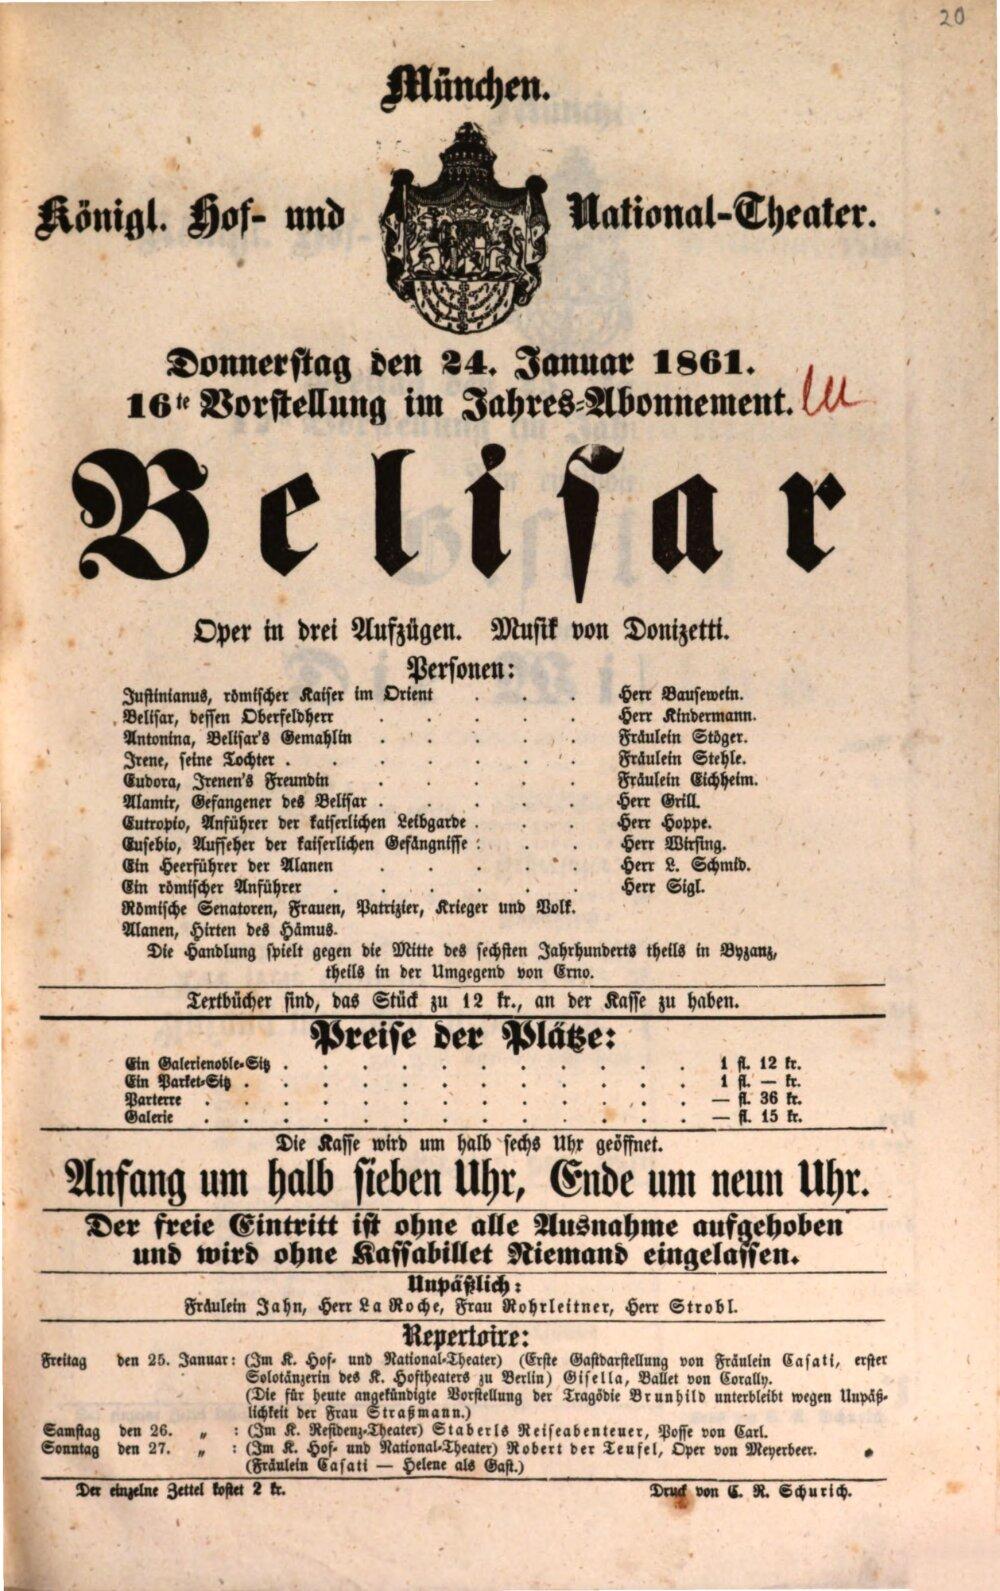 20
München.
Königl. Hof- und National-Theater.
Donnerstag den 24. Januar 1861.
16te Vorstellung im Jahres-Abonnement.
Belisar
Oper in drei Aufzügen. Musik von Donizetti.
Personen:
Justinianus, römischer Kaiser im Orient . . . Herr Bausewein.
Belisar, dessen Oberfeldherr . . . . . Herr Kindermann.
Antonina, Belisar's Gemahlin . . . . . Fräulein Stöger.
Irene, seine Tochter . . . . . . Fräulein Stehle.
Eudora, Irenen's Freundin . . . . . Fräulein Eichheim.
Alamir, Gefangener des Belisar . . . . . Herr Grill.
Eutropio, Anführer der kaiserlichen Leibgarde . . . Herr Hoppe.
Eusebio, Aufseher der kaiserlichen Gefängnisse : . . Herr Wirsing.
Ein Heerführer der Alanen . . . . . Herr L. Schmid.
Ein römischer Anführer . . . . . . Herr Sigl.
Römische Senatoren, Frauen, Patrizier, Krieger und Volk.
Alanen, Hirten des Hämus.
Die Handlung spielt gegen die Mitte des sechsten Jahrhunderts theils in Byzanz,
theils in der Umgegend von Erno.
Textbücher sind, das Stück zu 12 kr., an der Kasse zu haben.
Preise der Plätze:
Ein Galerienoble-Sitz . . . . . . . . . . . 1 fl. 12 kr.
Ein Parket-Sitz . . . . . . . . . . . . 1 fl. — kr.
Parterre . . . . . . . . . . . . . — fl. 36 kr.
Galerie . . . . . . . . . . . . . — fl. 15 kr.
Die Kasse wird um halb sechs Uhr geöffnet.
Anfang um halb sieben Uhr, Ende um neun Uhr.
Der freie Eintritt ist ohne alle Ausnahme aufgehoben
und wird ohne Kassabillet Niemand eingelassen.
Unpäßlich:
Fräulein Jahn, Herr La Roche, Frau Rohrleitner, Herr Strobl.
Repertoire:
Freitag den 25. Januar: (Im K. Hof- und National-Theater) (Erste Gastdarstellung von Fräulein Casati, erster
Solotänzerin des K. Hoftheaters zu Berlin) Gisella, Ballet von Corally.
(Die für heute angekündigte Vorstellung der Tragödie Brunhild unterbleibt wegen Unpäß-
lichkeit der Frau Straßmann.)
Samstag den 26. „ : (Im K. Residenz-Theater) Staberls Reiseabenteuer, Posse von Carl.
Sonntag den 27. „ : (Im K. Hof- und National-Theater) Robert der Teufel, Oper von Meyerbeer.
(Fräulein Casati — Helene als Gast.)
Der einzelne Zettel kostet 2 kr. Druck von C. R. Schurich.